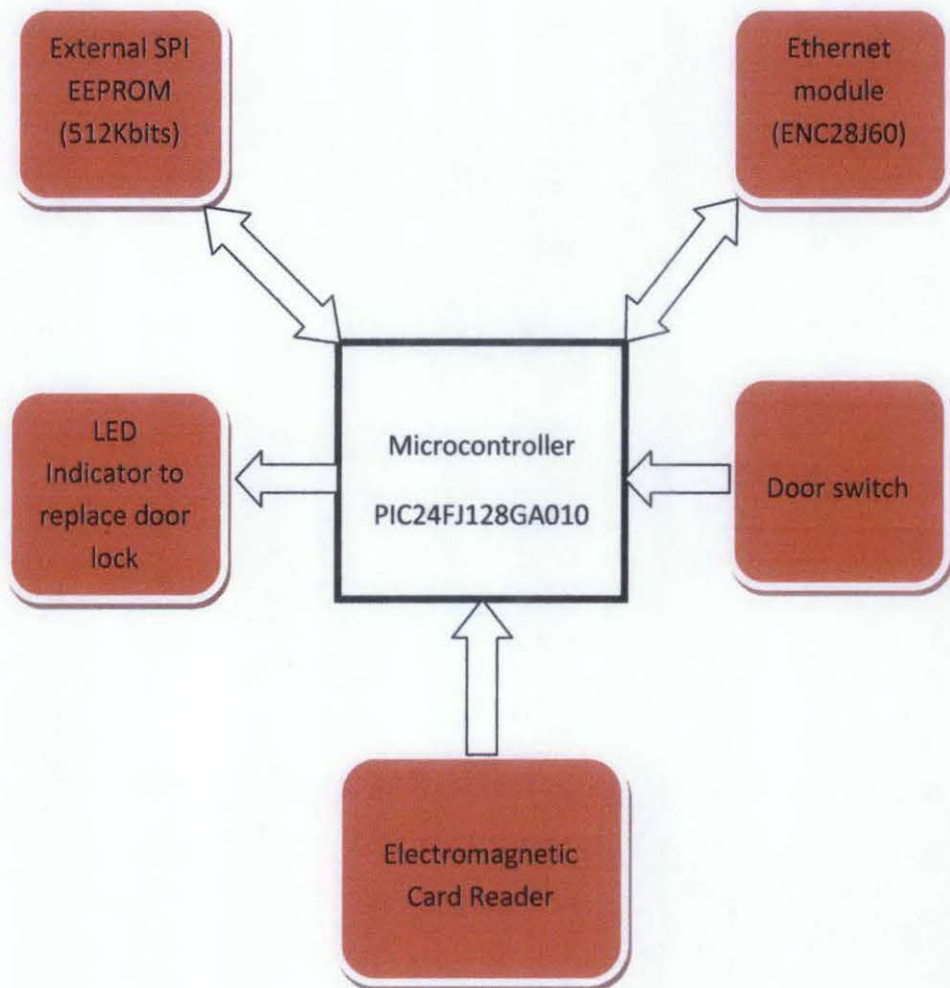 External SPI
EEPROM
(512Kbits)
Ethernet
module
(ENC28J60)
LED
Indicator to
replace door
lock
Microcontroller
PIC24FJ128GA010
Door switch
Electromagnetic
Card Reader